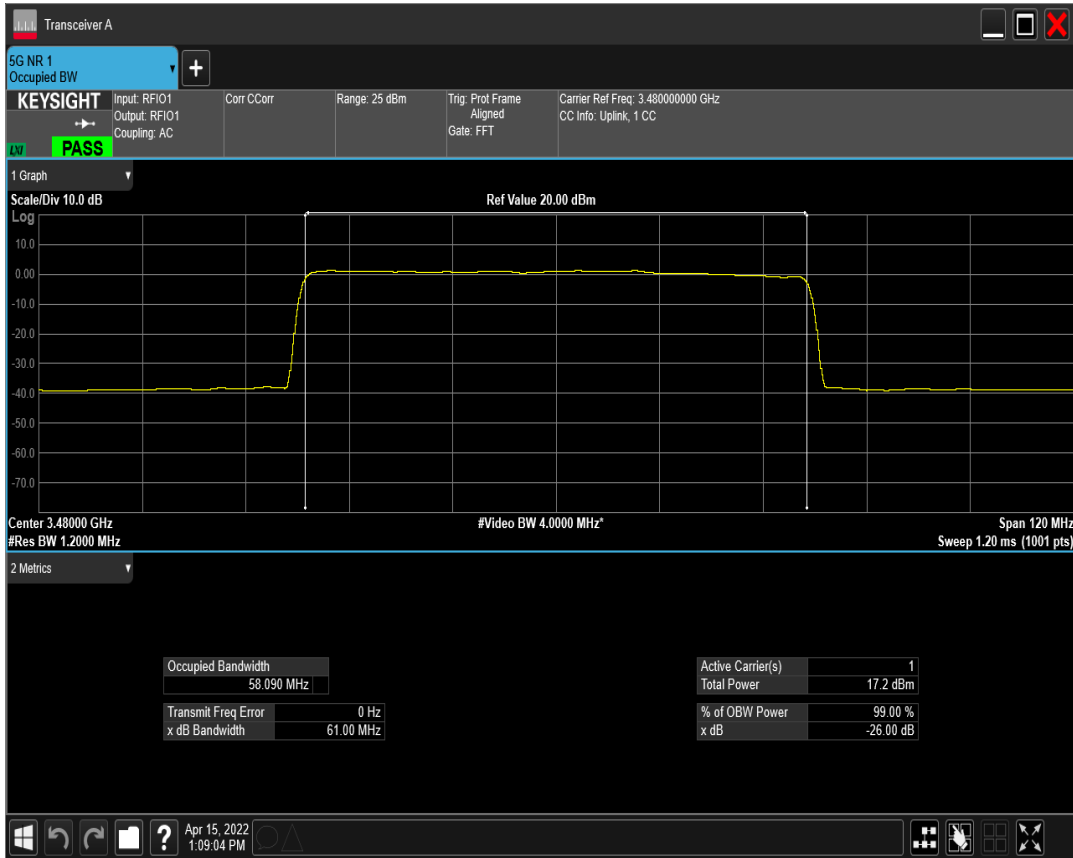 Transceiver A
5G NR 1
Occupied BW
+
KEYSIGHT
LXI
PASS
Input: RFIO1
Output: RFIO1
Coupling: AC
Corr CCorr
Range: 25 dBm
Trig: Prot Frame
Aligned
Gate: FFT
Carrier Ref Freq: 3.480000000 GHz
CC Info: Uplink, 1 CC
1 Graph
Scale/Div 10.0 dB
Ref Value 20.00 dBm
Log
10.0
0.00
-10.0
-20.0
-30.0
-40.0
-50.0
-60.0
-70.0
Center 3.48000 GHz
#Video BW 4.0000 MHz*
Span 120 MHz
#Res BW 1.2000 MHz
Sweep 1.20 ms (1001 pts)
2 Metrics
Occupied Bandwidth
58.090 MHz
Transmit Freq Error 0 Hz
x dB Bandwidth 61.00 MHz
Active Carrier(s) 1
Total Power 17.2 dBm
% of OBW Power 99.00 %
x dB -26.00 dB
?
Apr 15, 2022
1:09:04 PM